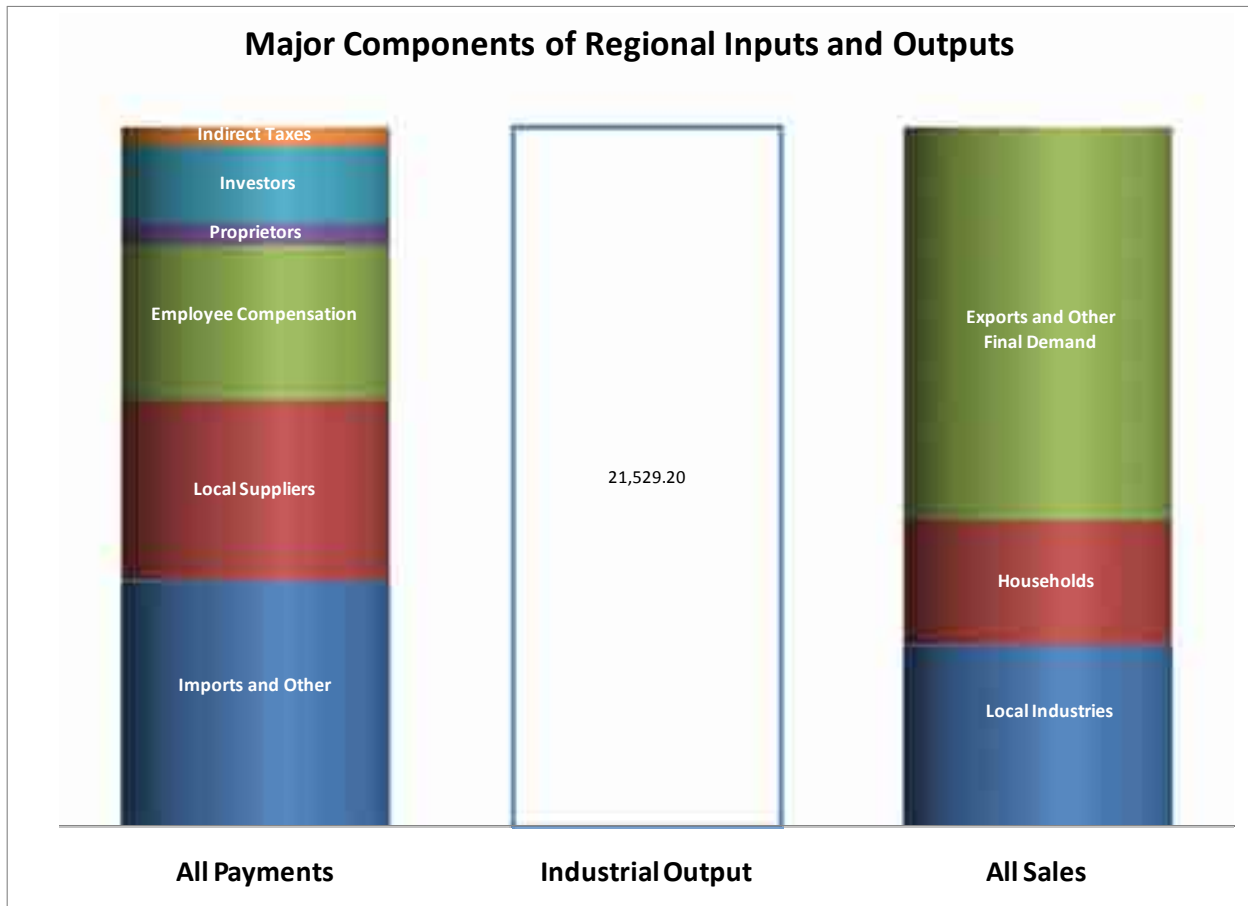 Major Components of Regional Inputs and Outputs
Indirect Taxes
Investors
Proprietors
Employee Compensation
Local Suppliers
Imports and Other
21,529.20
Exports and Other
Final Demand
Households
Local Industries
All Payments
Industrial Output
All Sales